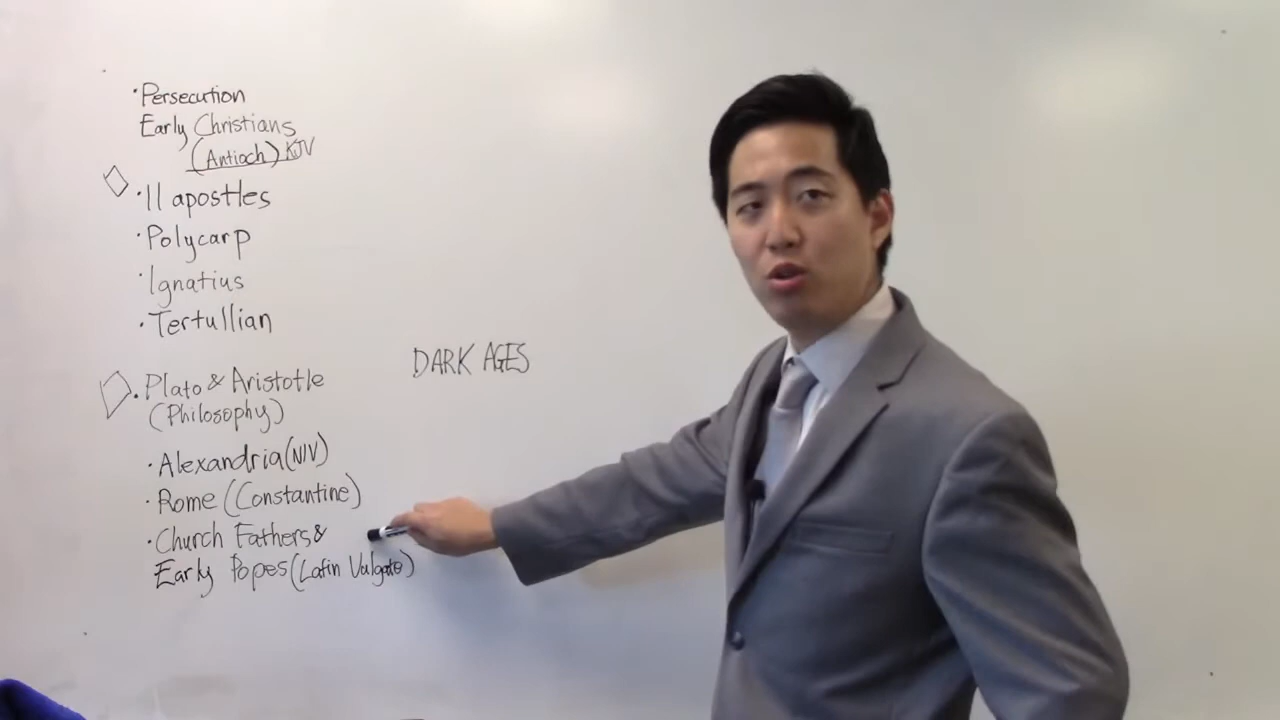 ·Persecution
Early Christians
(Antioch) KJV
·11 apostles
·Polycarp
·Ignatius
·Tertullian
DARK AGES
·Plato & Aristotle
(Philosophy)
·Alexandria (NIV)
·Rome (Constantine)
·Church Fathers &
Early Popes (Latin Vulgate)